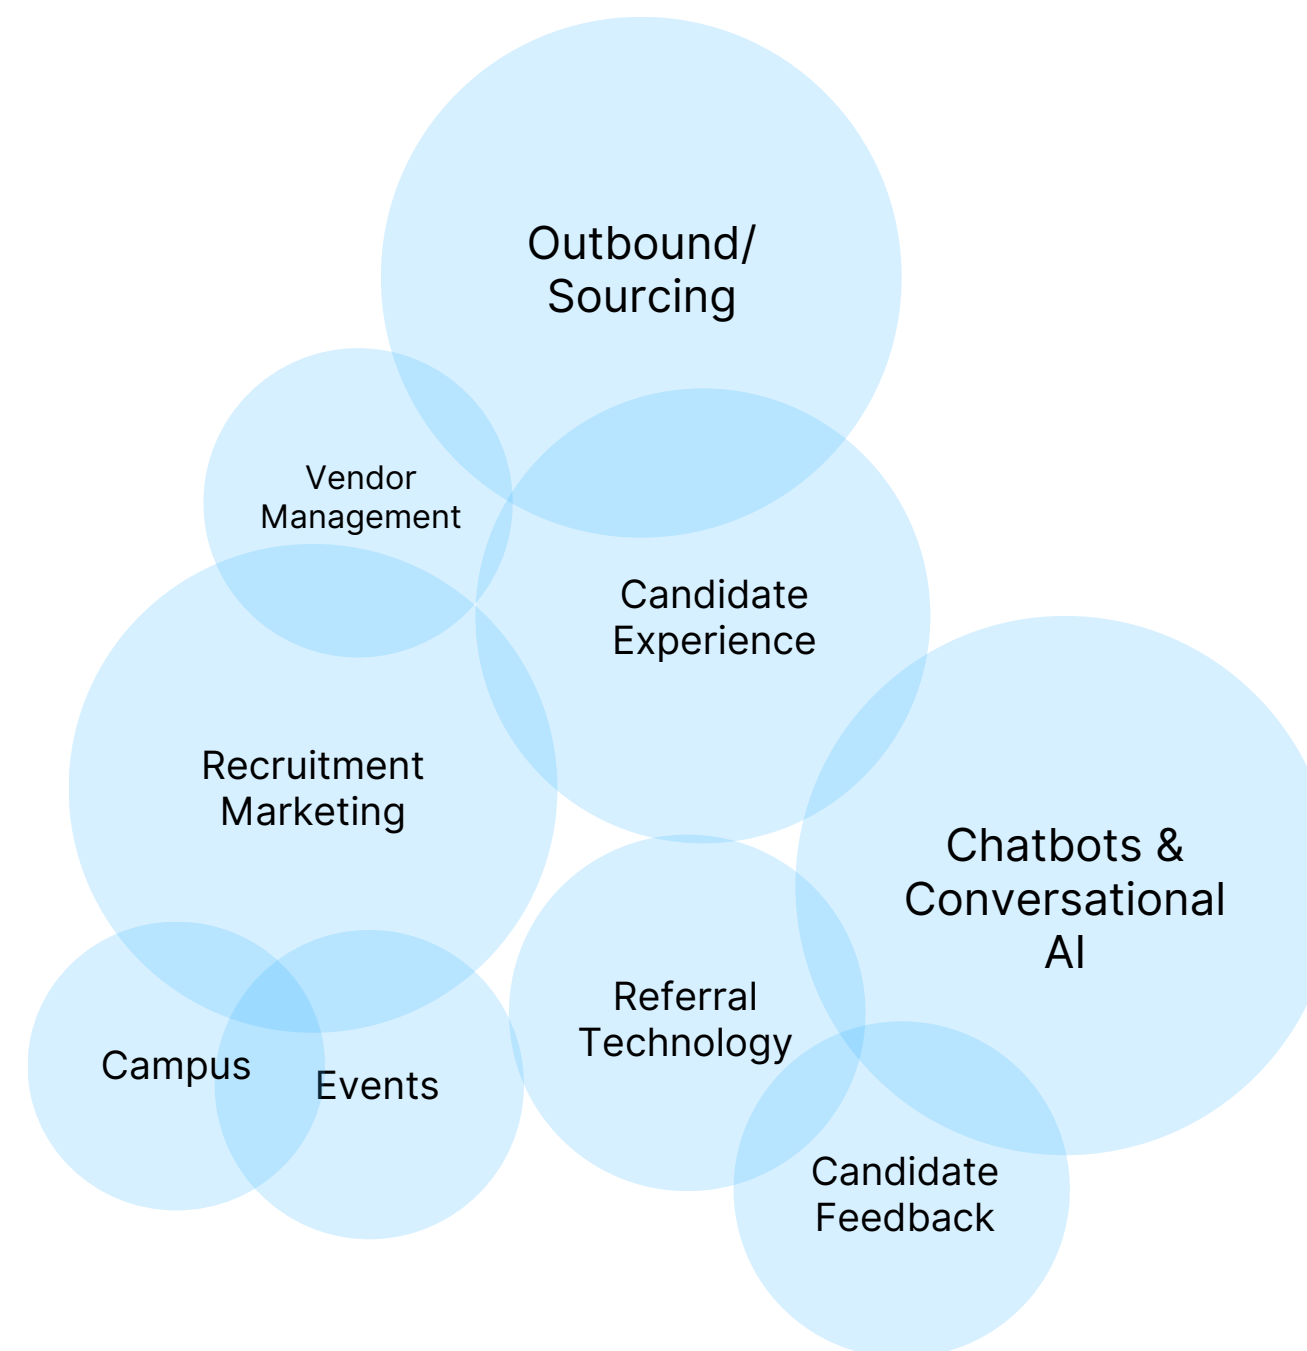 Outbound/
Sourcing
Vendor
Management
Candidate
Experience
Recruitment
Marketing
Chatbots &
Conversational
AI
Referral
Technology
Campus
Events
Candidate
Feedback